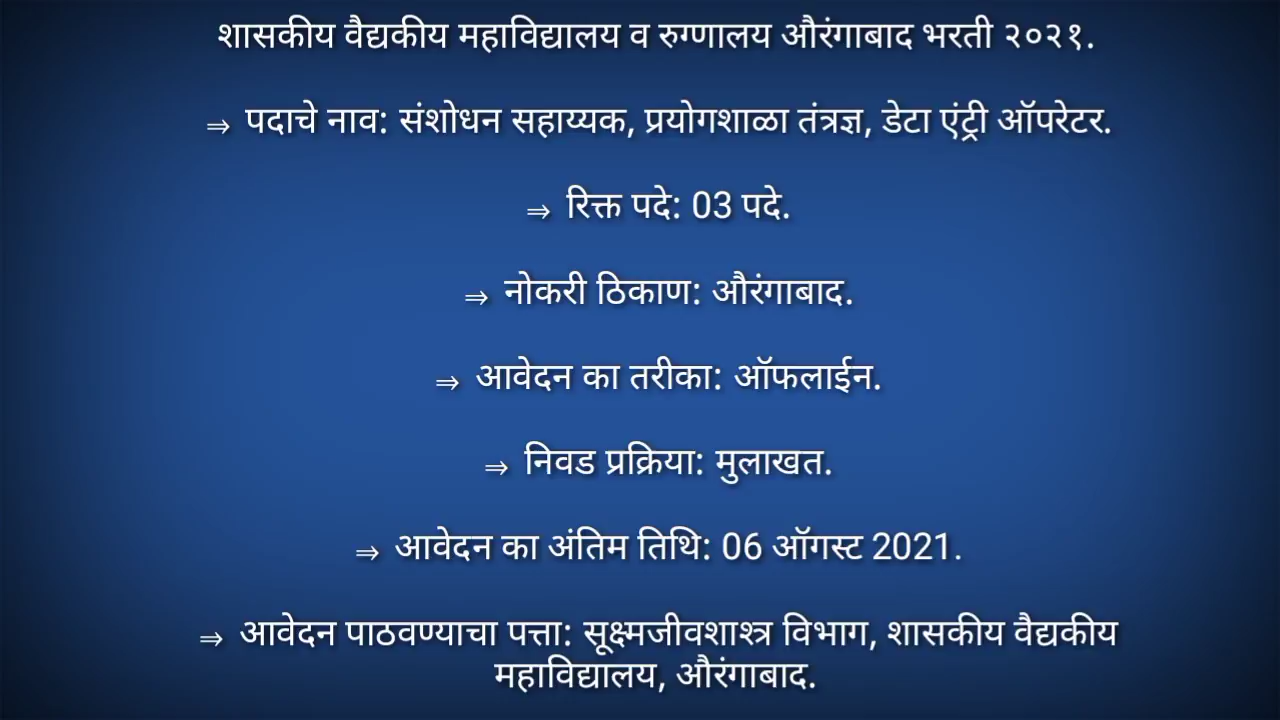 शासकीय वैद्यकीय महाविद्यालय व रुग्णालय औरंगाबाद भरती २०२१.
⇒ पदाचे नाव: संशोधन सहाय्यक, प्रयोगशाळा तंत्रज्ञ, डेटा एंट्री ऑपरेटर.
⇒ रिक्त पदे: 03 पदे.
⇒ नोकरी ठिकाण: औरंगाबाद.
⇒ आवेदन का तरीका: ऑफलाईन.
⇒ निवड प्रक्रिया: मुलाखत.
⇒ आवेदन का अंतिम तिथि: 06 ऑगस्ट 2021.
⇒ आवेदन पाठवण्याचा पत्ता: सूक्ष्मजीवशाश्त्र विभाग, शासकीय वैद्यकीय
महाविद्यालय, औरंगाबाद.